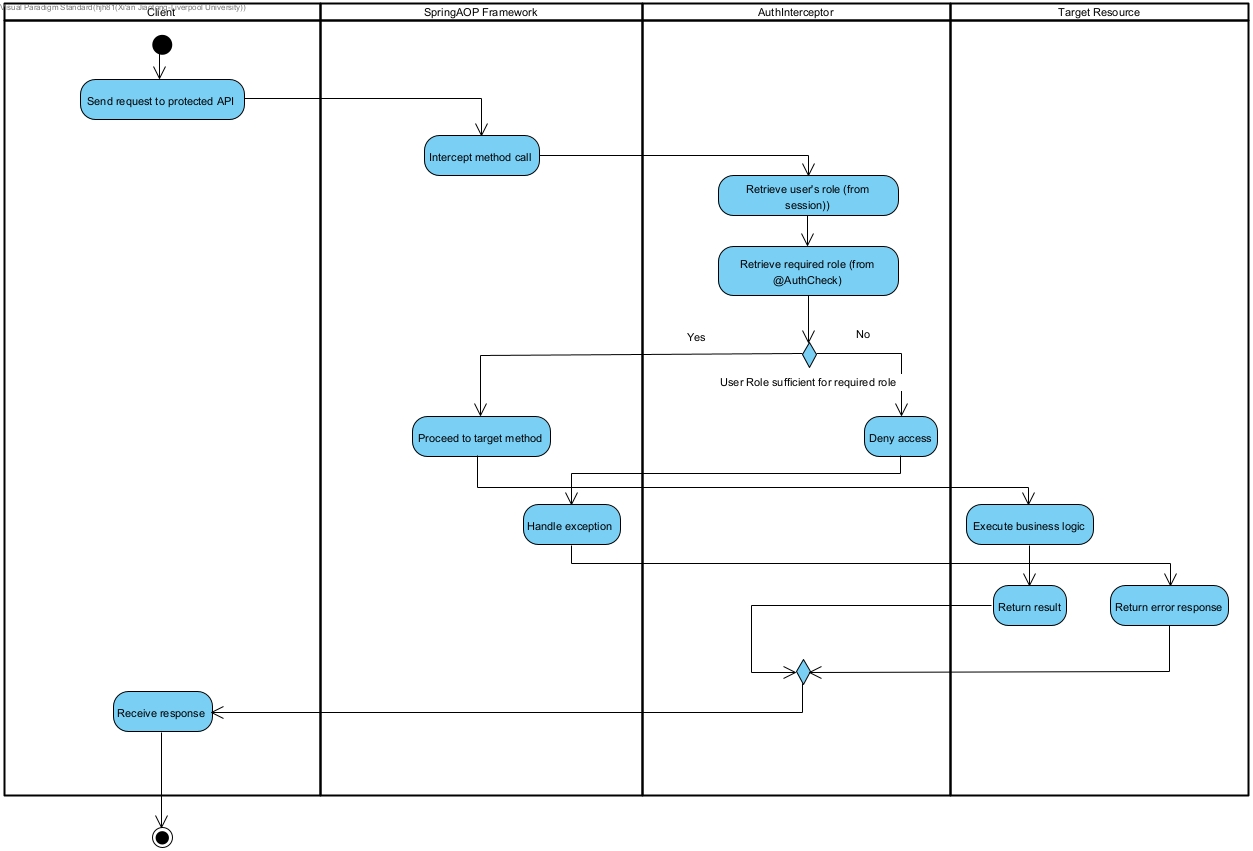 Visual Paradigm Standard(hjh81(Xi'an Jiaotong-Liverpool University))
Client
SpringAOP Framework
AuthInterceptor
Target Resource
Send request to protected API
Intercept method call
Retrieve user's role (from
session))
Retrieve required role (from
@AuthCheck)
Yes
No
User Role sufficient for required role
Proceed to target method
Deny access
Handle exception
Execute business logic
Return result
Return error response
Receive response